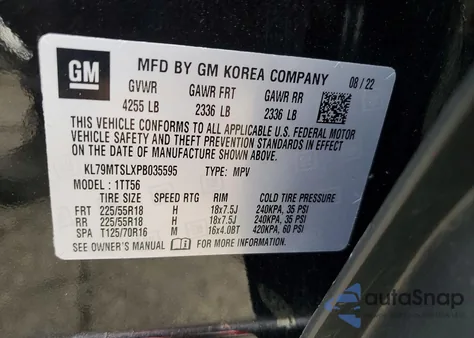 GM
MFD BY GM KOREA COMPANY 08/22
GVWR GAWR FRT GAWR RR
4255 LB 2336 LB 2336 LB
THIS VEHICLE CONFORMS TO ALL APPLICABLE U.S. FEDERAL MOTOR
VEHICLE SAFETY AND THEFT PREVENTION STANDARDS IN EFFECT ON THE
DATE OF MANUFACTURE SHOWN ABOVE.
KL79MTSLXPB035595 TYPE: MPV
MODEL: 1TT56
TIRE SIZE SPEED RTG RIM COLD TIRE PRESSURE
FRT 225/55R18 H 18x7.5J 240KPA, 35 PSI
RR 225/55R18 H 18x7.5J 240KPA, 35 PSI
SPA T125/70R16 M 16x4.0BT 420KPA, 60 PSI
SEE OWNER'S MANUAL FOR MORE INFORMATION.
autoSnap